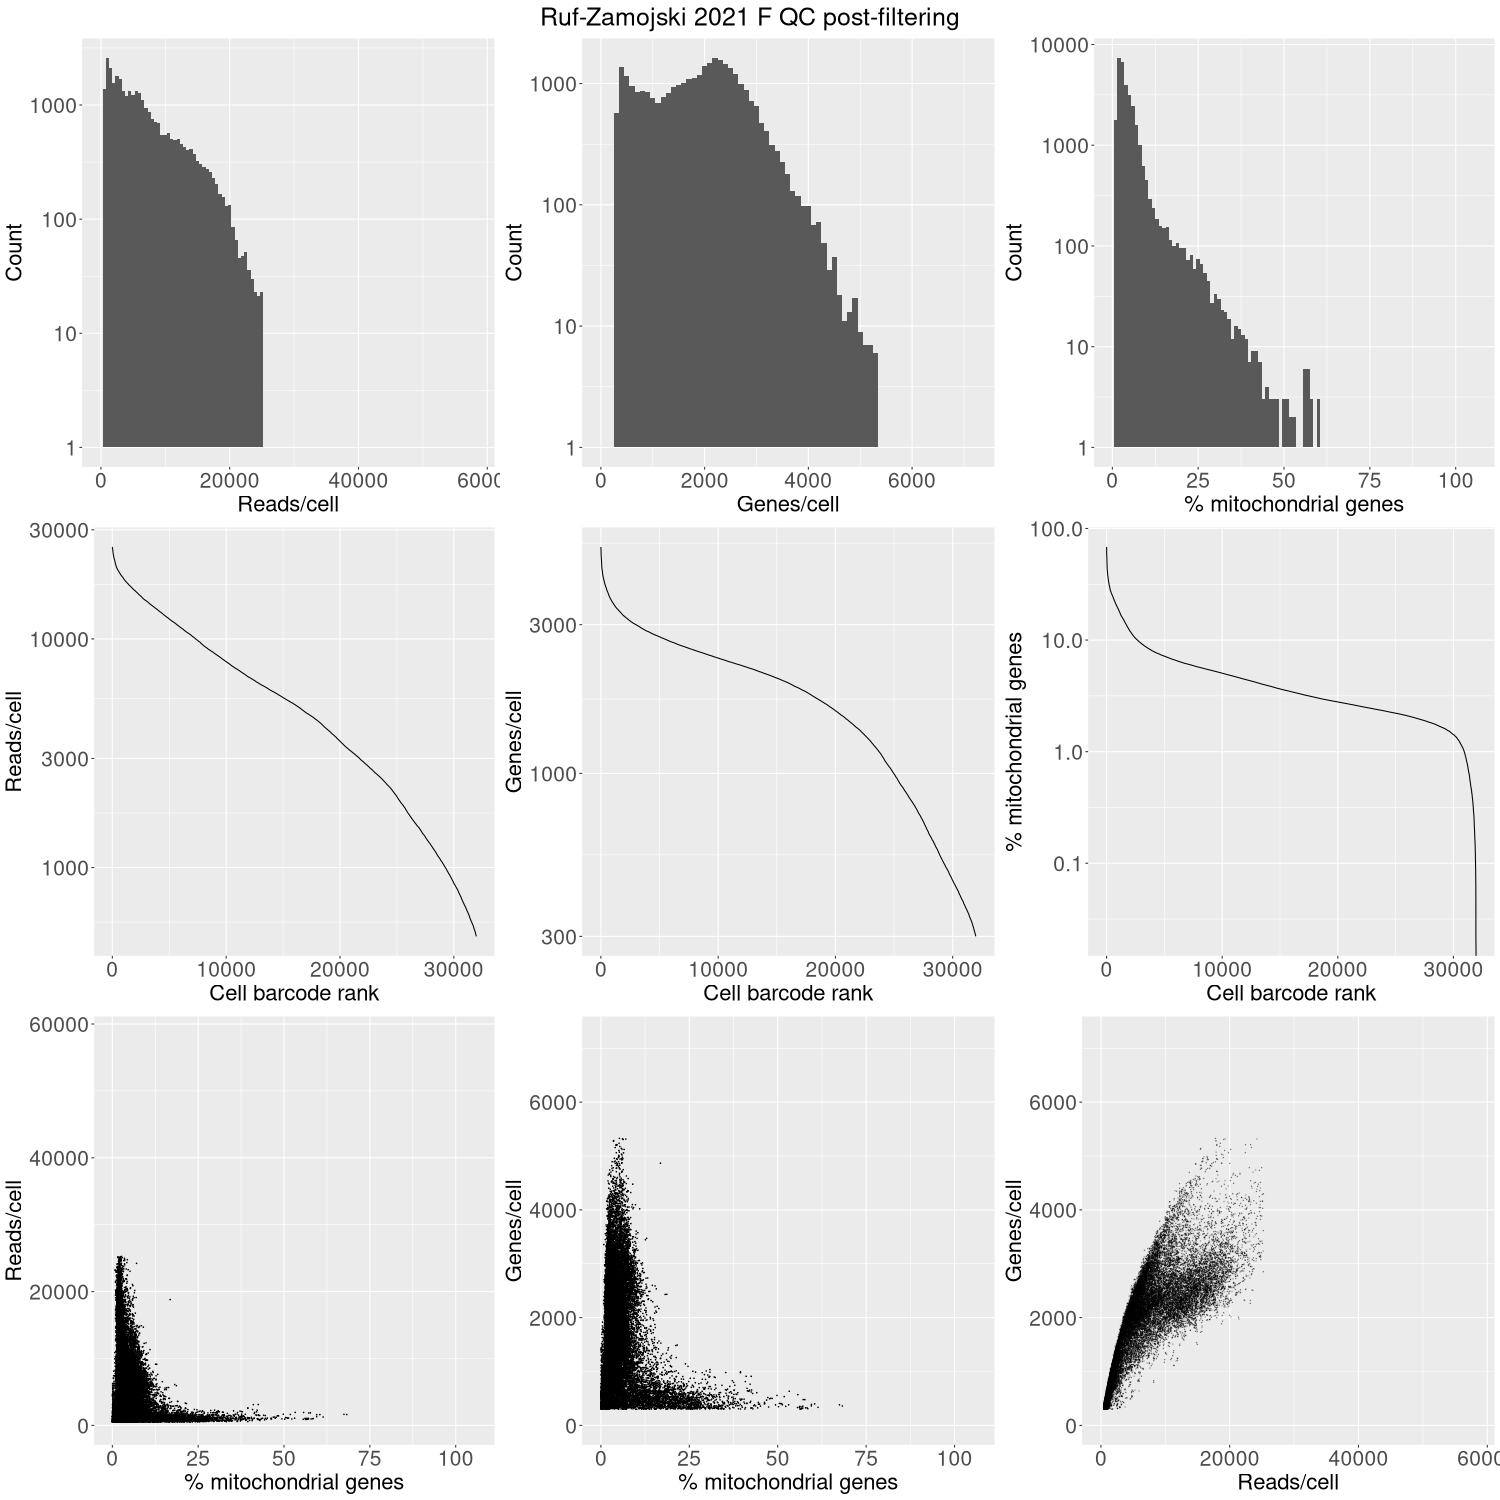 Ruf-Zamojski 2021 F QC post-filtering
Count
1000
100
10
1
0 20000 40000 6000
Reads/cell
Count
1000
100
10
1
0 2000 4000 6000
Genes/cell
Count
10000
1000
100
10
1
0 25 50 75 100
% mitochondrial genes
Reads/cell
30000
10000
3000
1000
0 10000 20000 30000
Cell barcode rank
Genes/cell
3000
1000
300
0 10000 20000 30000
Cell barcode rank
% mitochondrial genes
100.0
10.0
1.0
0.1
0 10000 20000 30000
Cell barcode rank
Reads/cell
60000
40000
20000
0
0 25 50 75 100
% mitochondrial genes
Genes/cell
6000
4000
2000
0
0 25 50 75 100
% mitochondrial genes
Genes/cell
6000
4000
2000
0
0 20000 40000 6000
Reads/cell